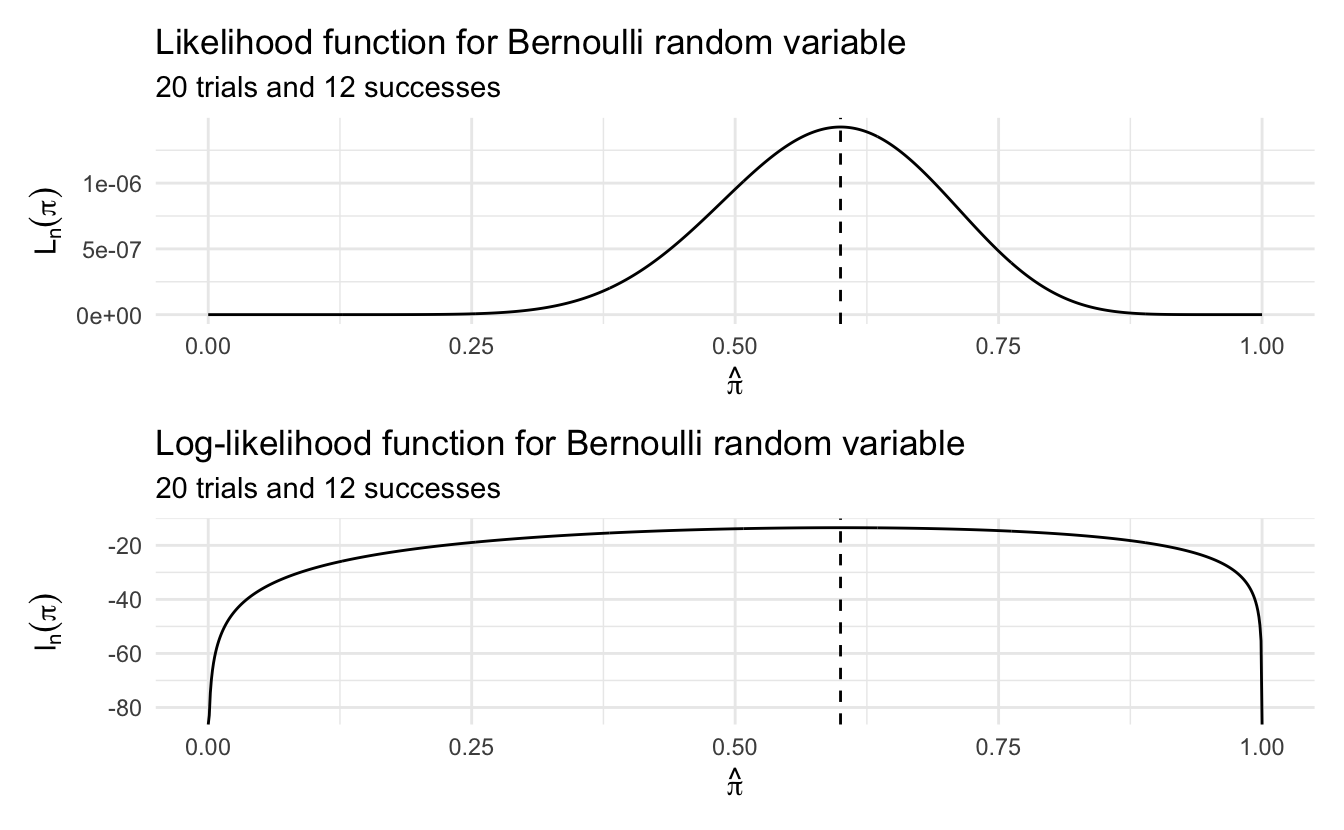 Likelihood function for Bernoulli random variable
20 trials and 12 successes
Lₙ(π)
1e-06
5e-07
0e+00
0.00 0.25 0.50 0.75 1.00
π̂
Log-likelihood function for Bernoulli random variable
20 trials and 12 successes
lₙ(π)
-20
-40
-60
-80
0.00 0.25 0.50 0.75 1.00
π̂